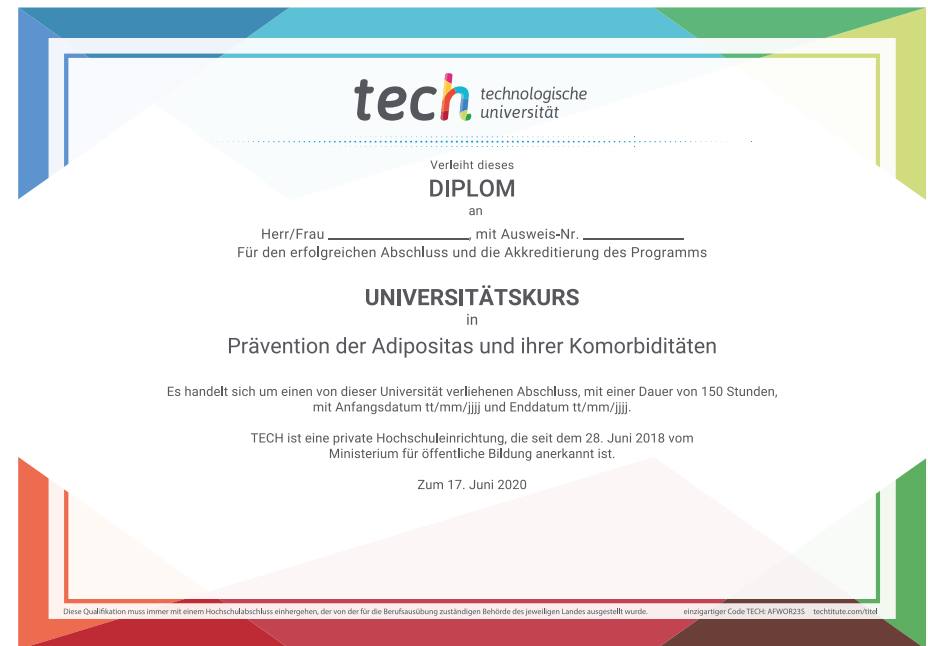 tech technologische
universität
Verleiht dieses
DIPLOM
an
Herr/Frau ____________________, mit Ausweis-Nr. ______________
Für den erfolgreichen Abschluss und die Akkreditierung des Programms
UNIVERSITÄTSKURS
in
Prävention der Adipositas und ihrer Komorbiditäten
Es handelt sich um einen von dieser Universität verliehenen Abschluss, mit einer Dauer von 150 Stunden,
mit Anfangsdatum tt/mm/jjjj und Enddatum tt/mm/jjjj.
TECH ist eine private Hochschuleinrichtung, die seit dem 28. Juni 2018 vom
Ministerium für öffentliche Bildung anerkannt ist.
Zum 17. Juni 2020
Diese Qualifikation muss immer mit einem Hochschulabschluss einhergehen, der von der für die Berufsausübung zuständigen Behörde des jeweiligen Landes ausgestellt wurde. einzigartiger Code TECH: AFWOR23S techtitute.com/titel